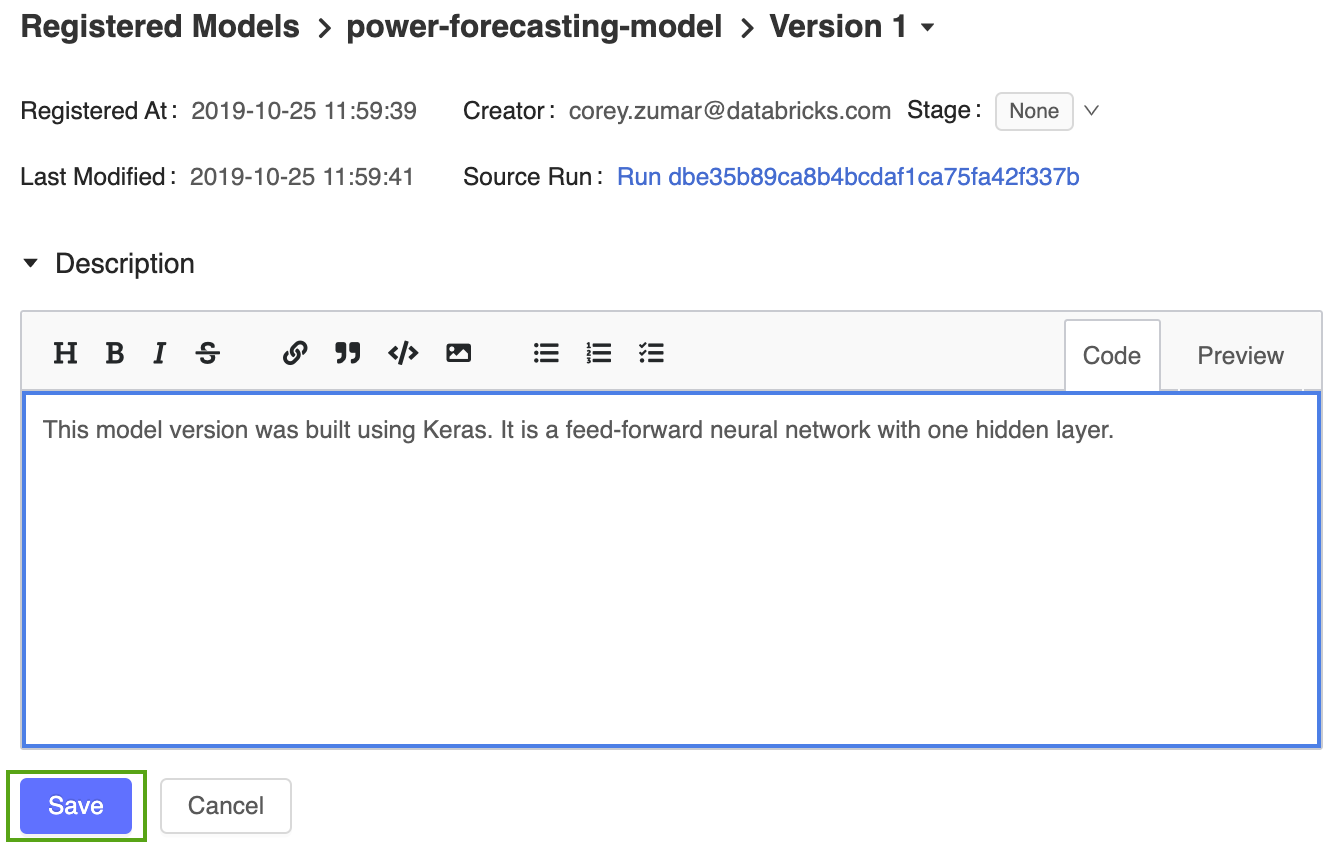 Registered Models > power-forecasting-model > Version 1
Registered At: 2019-10-25 11:59:39 Creator: corey.zumar@databricks.com Stage: None
Last Modified: 2019-10-25 11:59:41 Source Run: Run dbe35b89ca8b4bcdaf1ca75fa42f337b
Description
H B I S Code Preview
This model version was built using Keras. It is a feed-forward neural network with one hidden layer.
Save Cancel